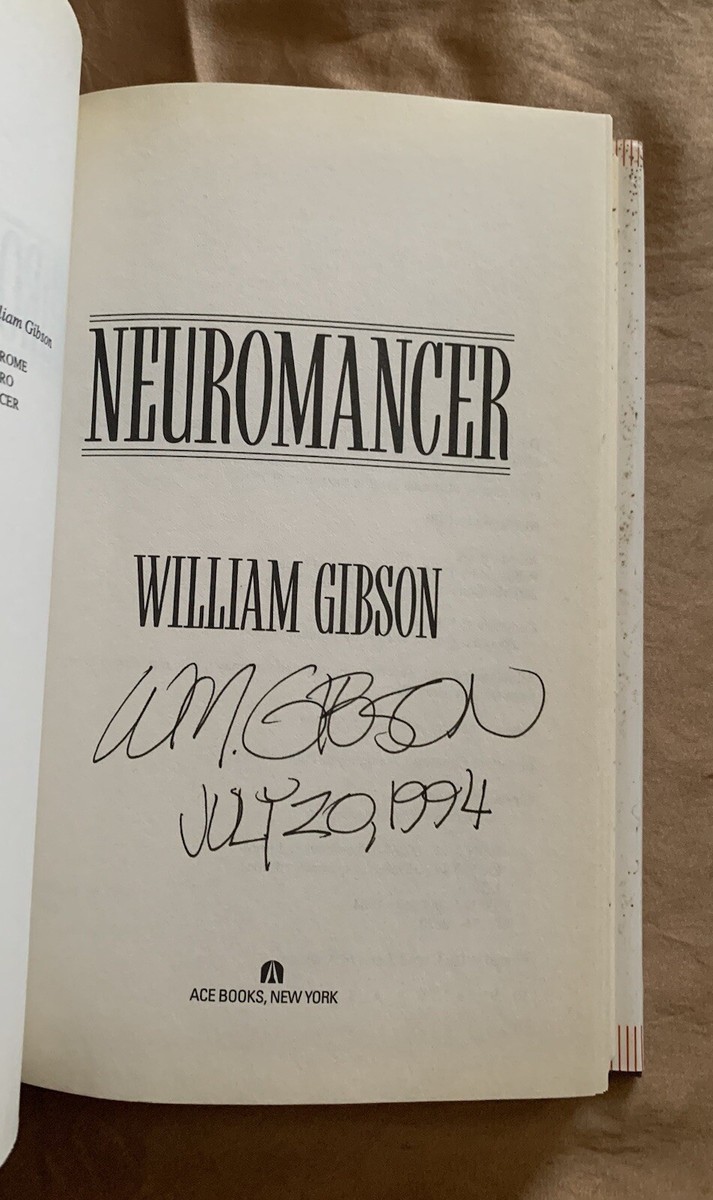 liam Gibson
ROME
RO
CER
NEUROMANCER
WILLIAM GIBSON
WM. GIBSON
JULY 20, 1994
ACE BOOKS, NEW YORK